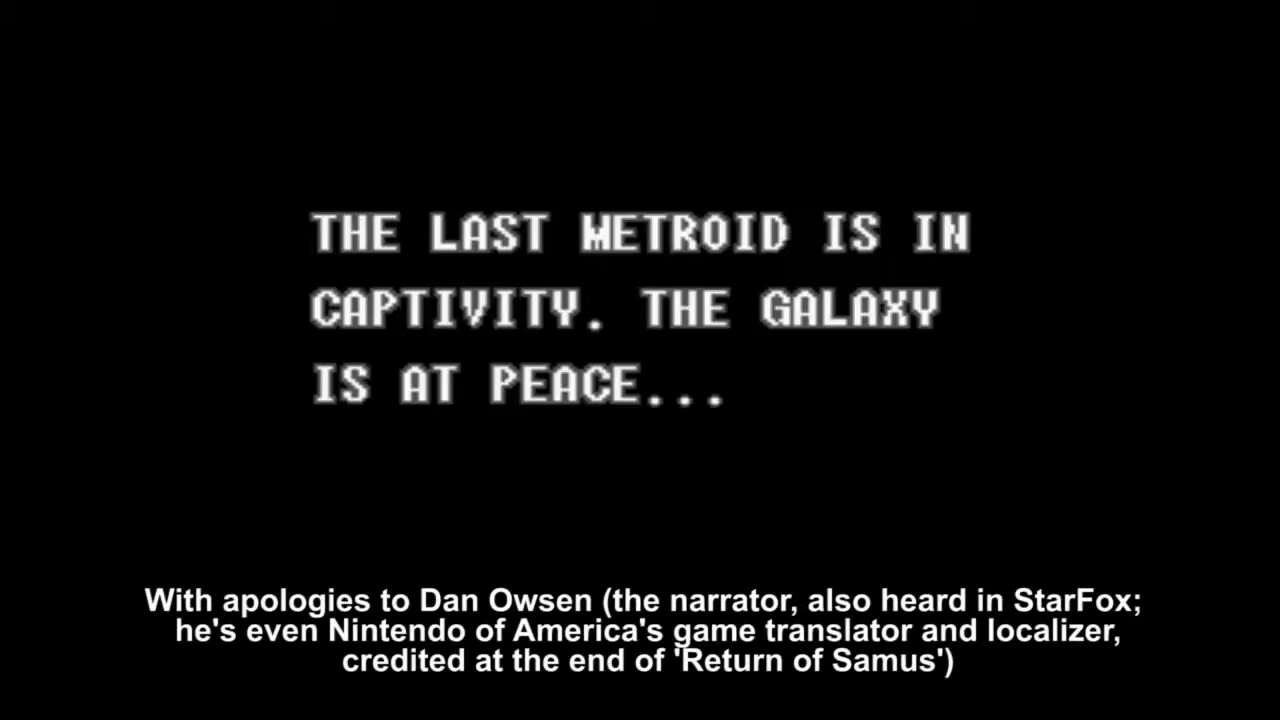 THE LAST METROID IS IN
CAPTIVITY. THE GALAXY
IS AT PEACE...
With apologies to Dan Owsen (the narrator, also heard in StarFox;
he's even Nintendo of America's game translator and localizer,
credited at the end of 'Return of Samus')